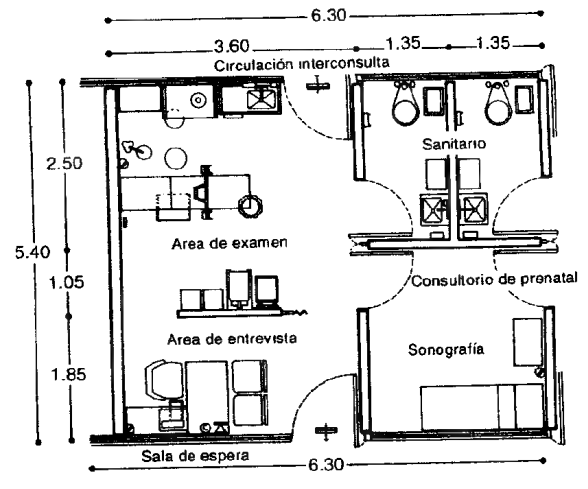 6.30
3.60
1.35
1.35
Circulación interconsulta
Sanitario
2.50
5.40
Area de examen
1.05
Consultorio de prenatal
Area de entrevista
Sonografía
1.85
Sala de espera
6.30